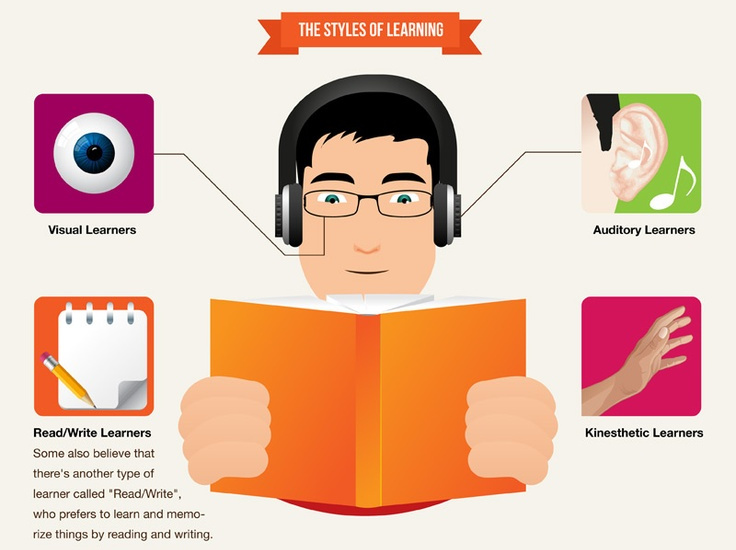 THE STYLES OF LEARNING
Visual Learners
Auditory Learners
Read/Write Learners
Some also believe that
there's another type of
learner called "Read/Write",
who prefers to learn and memo-
rize things by reading and writing.
Kinesthetic Learners